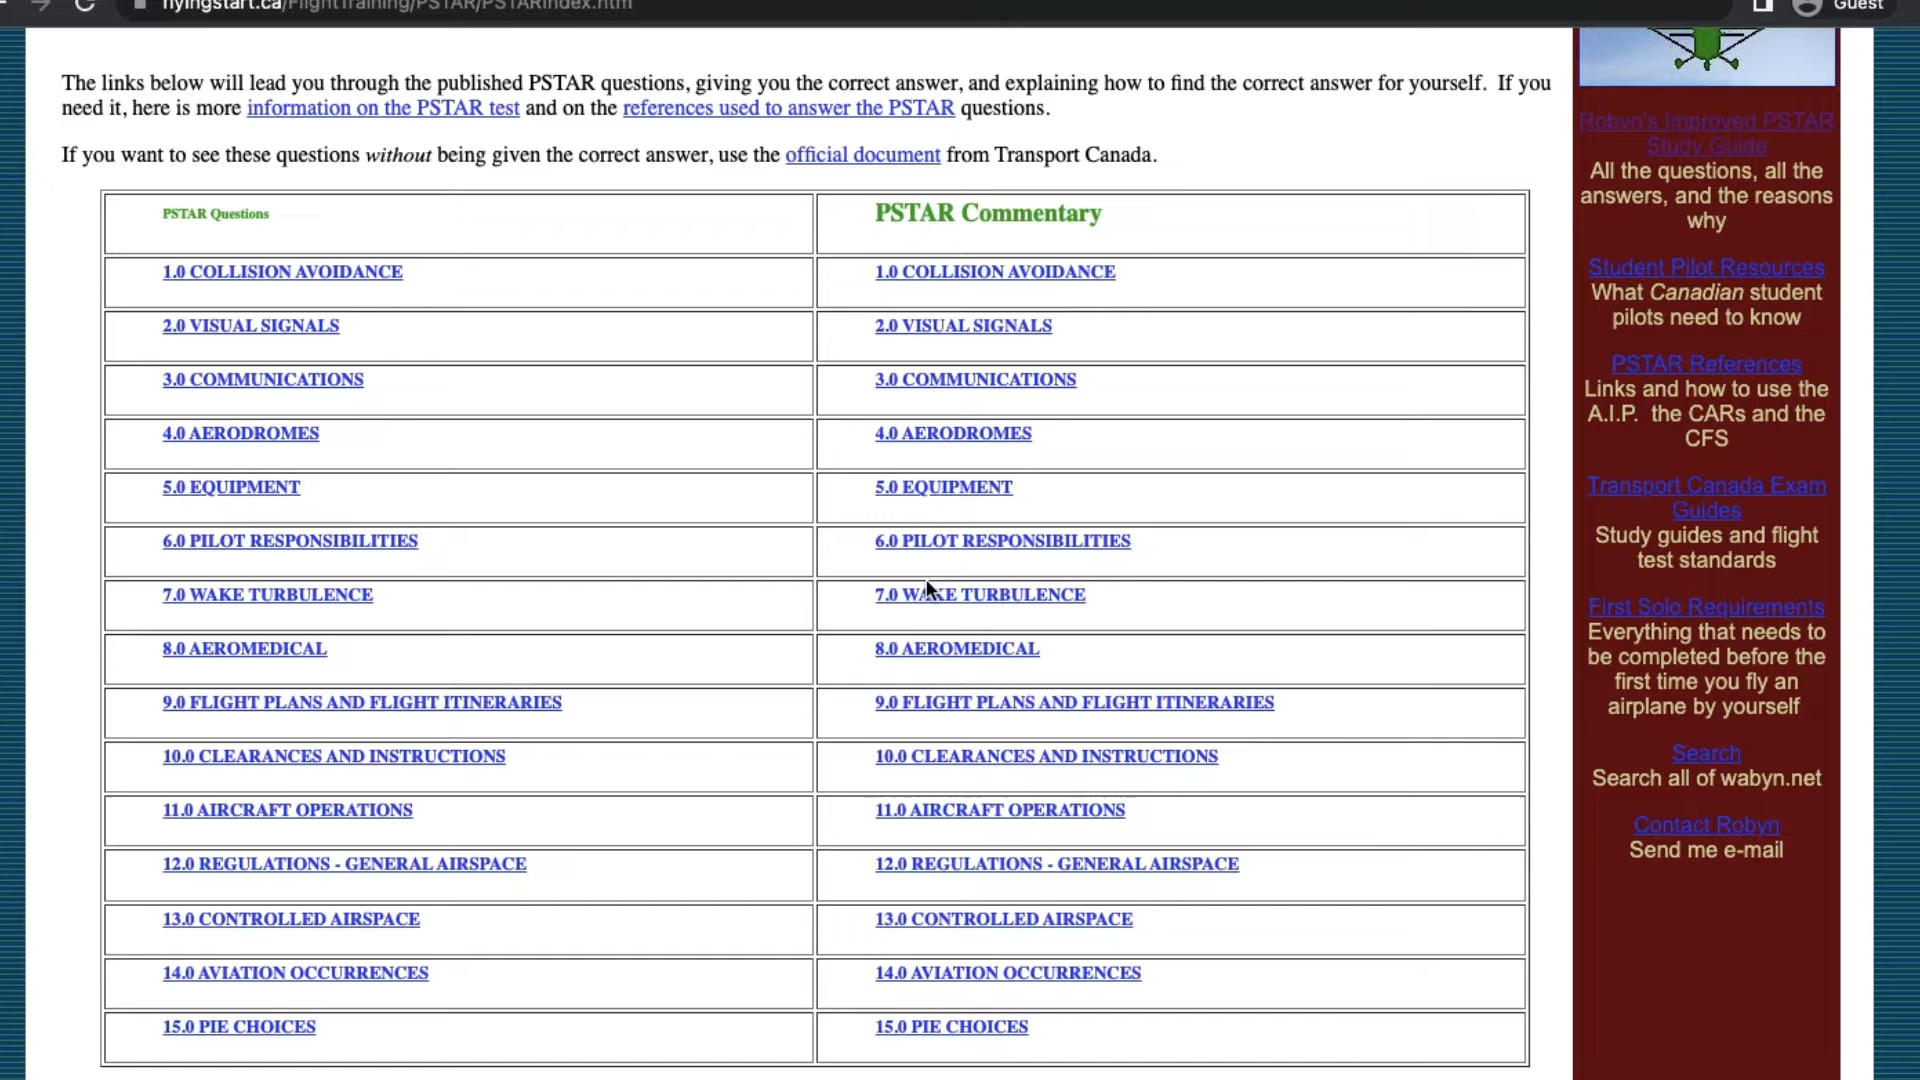 flyingstart.ca/FlightTraining/PSTAR/PSTARIndex.htm
Guest
The links below will lead you through the published PSTAR questions, giving you the correct answer, and explaining how to find the correct answer for yourself. If you
need it, here is more information on the PSTAR test and on the references used to answer the PSTAR questions.
If you want to see these questions without being given the correct answer, use the official document from Transport Canada.
PSTAR Questions
PSTAR Commentary
1.0 COLLISION AVOIDANCE
1.0 COLLISION AVOIDANCE
2.0 VISUAL SIGNALS
2.0 VISUAL SIGNALS
3.0 COMMUNICATIONS
3.0 COMMUNICATIONS
4.0 AERODROMES
4.0 AERODROMES
5.0 EQUIPMENT
5.0 EQUIPMENT
6.0 PILOT RESPONSIBILITIES
6.0 PILOT RESPONSIBILITIES
7.0 WAKE TURBULENCE
7.0 WAKE TURBULENCE
8.0 AEROMEDICAL
8.0 AEROMEDICAL
9.0 FLIGHT PLANS AND FLIGHT ITINERARIES
9.0 FLIGHT PLANS AND FLIGHT ITINERARIES
10.0 CLEARANCES AND INSTRUCTIONS
10.0 CLEARANCES AND INSTRUCTIONS
11.0 AIRCRAFT OPERATIONS
11.0 AIRCRAFT OPERATIONS
12.0 REGULATIONS - GENERAL AIRSPACE
12.0 REGULATIONS - GENERAL AIRSPACE
13.0 CONTROLLED AIRSPACE
13.0 CONTROLLED AIRSPACE
14.0 AVIATION OCCURRENCES
14.0 AVIATION OCCURRENCES
15.0 PIE CHOICES
15.0 PIE CHOICES
Robyn's Improved PSTAR
Study Guide
All the questions, all the
answers, and the reasons
why
Student Pilot Resources
What Canadian student
pilots need to know
PSTAR References
Links and how to use the
A.I.P. the CARs and the
CFS
Transport Canada Exam
Guides
Study guides and flight
test standards
First Solo Requirements
Everything that needs to
be completed before the
first time you fly an
airplane by yourself
Search
Search all of wabyn.net
Contact Robyn
Send me e-mail